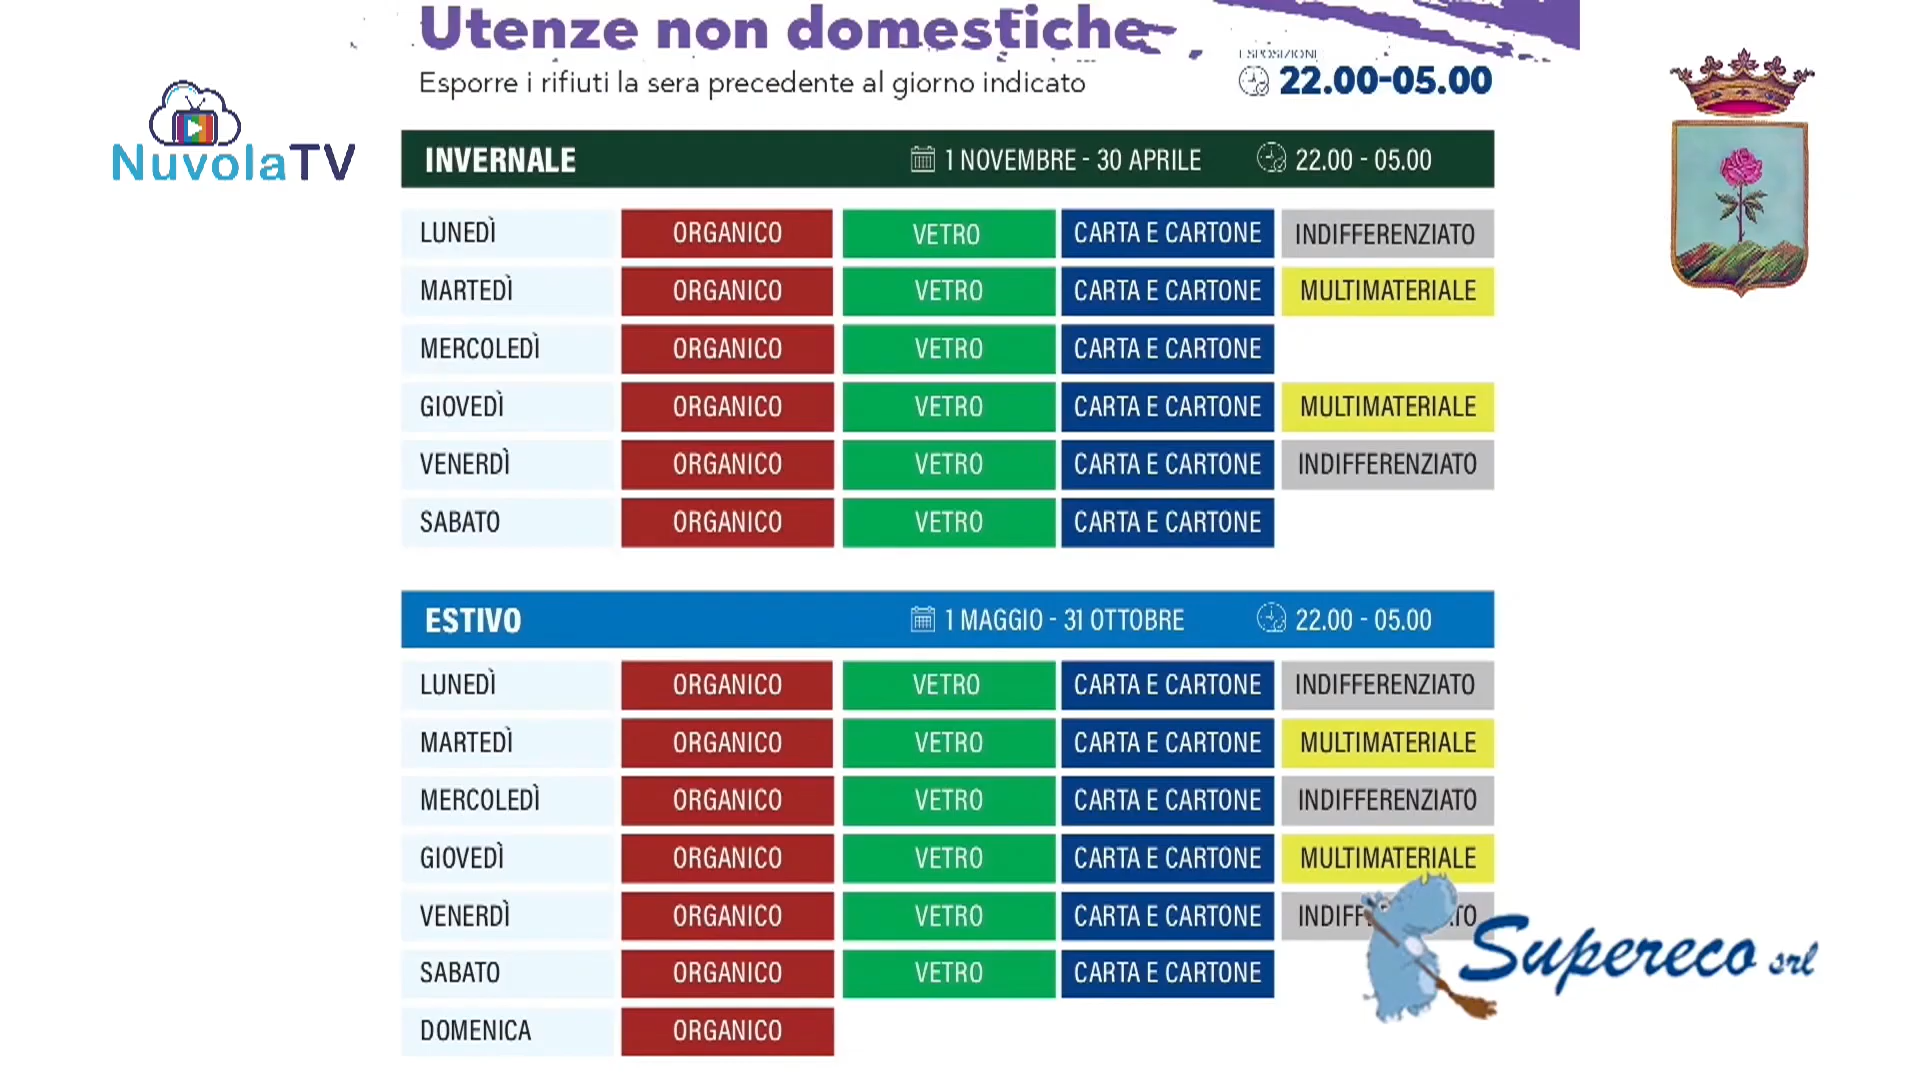 Utenze non domestiche
Esporre i rifiuti la sera precedente al giorno indicato
ESPOSIZIONE
22.00-05.00
NuvolaTV
INVERNALE 1 NOVEMBRE - 30 APRILE 22.00 - 05.00
LUNEDÌ ORGANICO VETRO CARTA E CARTONE INDIFFERENZIATO
MARTEDÌ ORGANICO VETRO CARTA E CARTONE MULTIMATERIALE
MERCOLEDÌ ORGANICO VETRO CARTA E CARTONE
GIOVEDÌ ORGANICO VETRO CARTA E CARTONE MULTIMATERIALE
VENERDÌ ORGANICO VETRO CARTA E CARTONE INDIFFERENZIATO
SABATO ORGANICO VETRO CARTA E CARTONE
ESTIVO 1 MAGGIO - 31 OTTOBRE 22.00 - 05.00
LUNEDÌ ORGANICO VETRO CARTA E CARTONE INDIFFERENZIATO
MARTEDÌ ORGANICO VETRO CARTA E CARTONE MULTIMATERIALE
MERCOLEDÌ ORGANICO VETRO CARTA E CARTONE INDIFFERENZIATO
GIOVEDÌ ORGANICO VETRO CARTA E CARTONE MULTIMATERIALE
VENERDÌ ORGANICO VETRO CARTA E CARTONE
SABATO ORGANICO VETRO CARTA E CARTONE
DOMENICA ORGANICO
Supereco srl